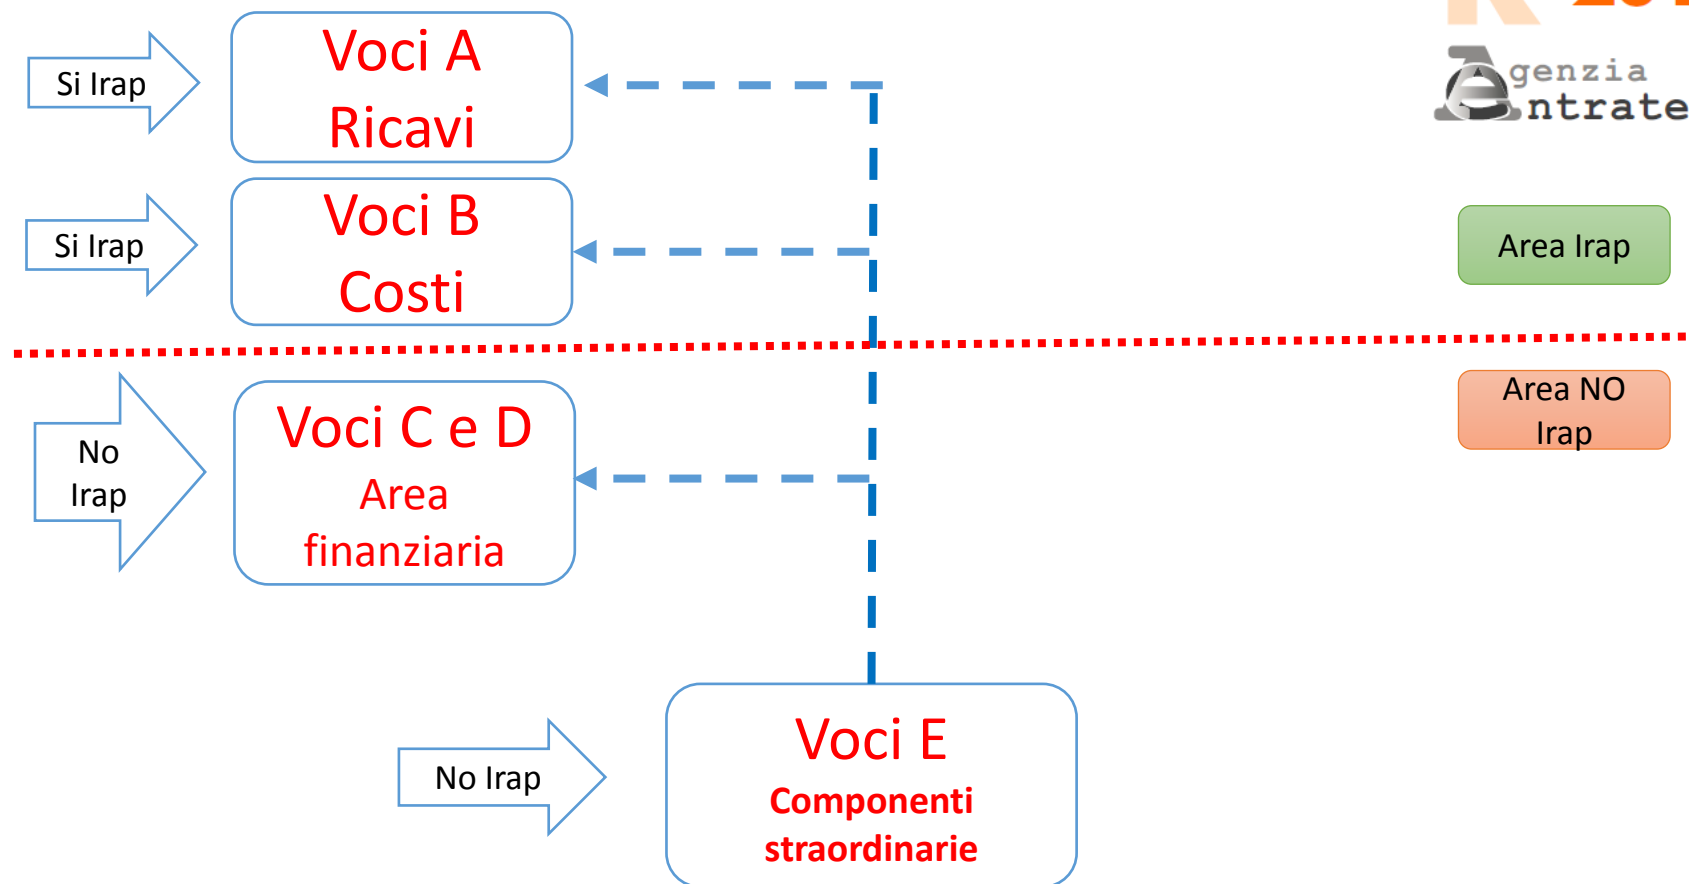 Si Irap
Voci A
Ricavi
genzia
ntrate
Si Irap
Voci B
Costi
Area Irap
No
Irap
Voci C e D
Area
finanziaria
Area NO
Irap
No Irap
Voci E
Componenti
straordinarie